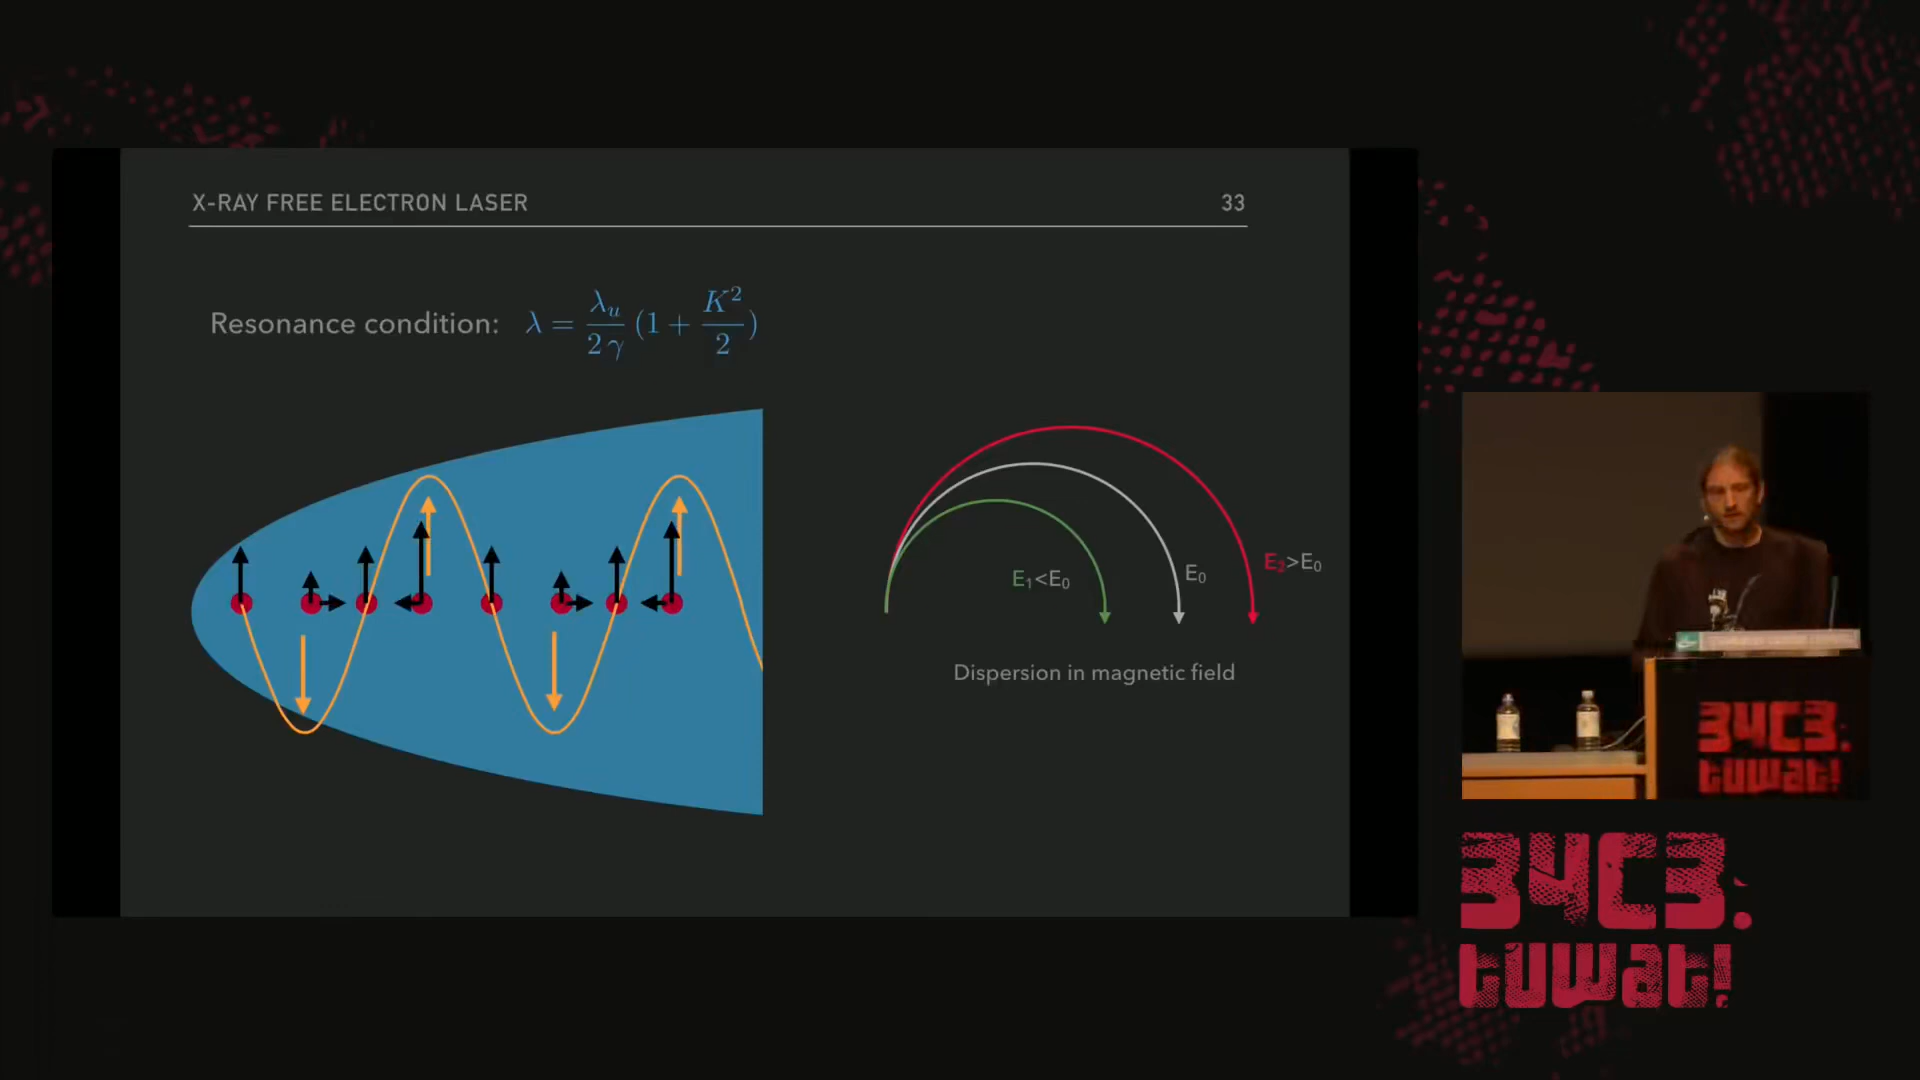 X-RAY FREE ELECTRON LASER
33
Resonance condition: λ = λᵤ / 2 γ (1 + K² / 2)
E₁<E₀
E₀
E₂>E₀
Dispersion in magnetic field
34C3.
tuwat!
34C3.
tuwat!